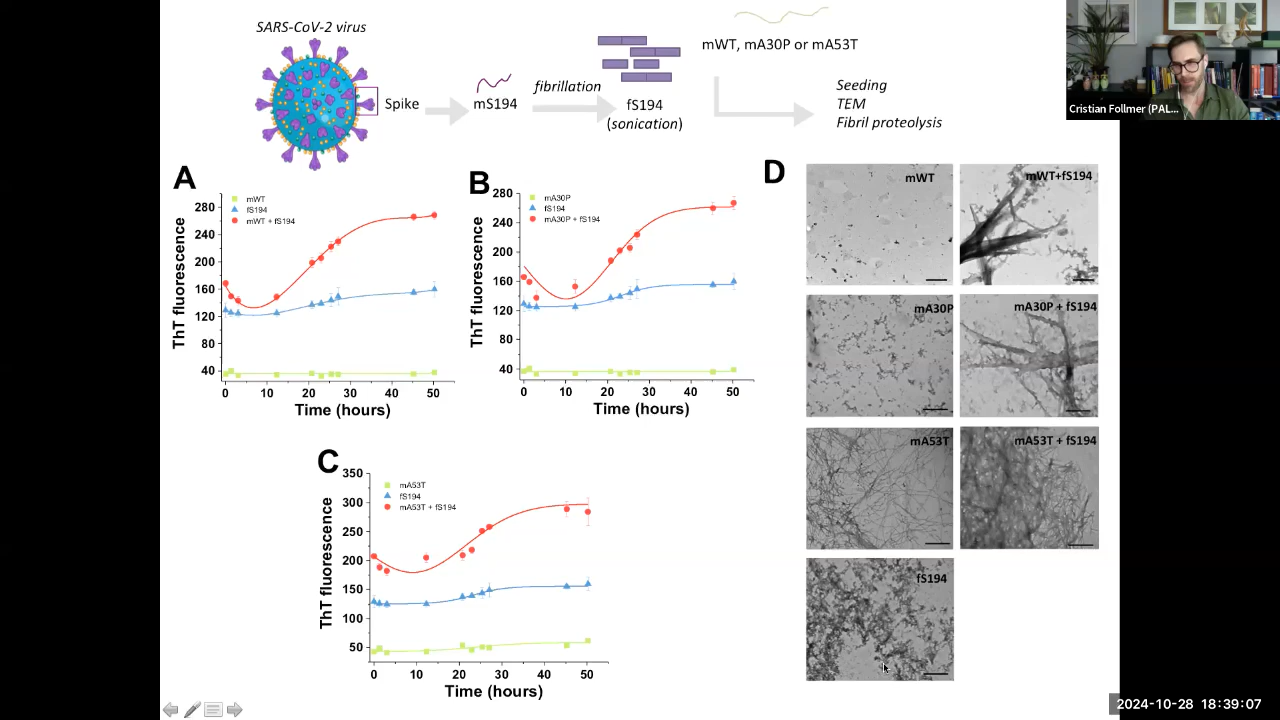 SARS-CoV-2 virus
Spike
mS194
fibrillation
fS194
(sonication)
mWT, mA30P or mA53T
Seeding
TEM
Fibril proteolysis
Cristian Follmer (PAL...
A
mWT
fS194
mWT + fS194
ThT fluorescence
280
240
200
160
120
80
40
0 10 20 30 40 50
Time (hours)
B
mA30P
fS194
mA30P + fS194
ThT fluorescence
280
240
200
160
120
80
40
0 10 20 30 40 50
Time (hours)
C
mA53T
fS194
mA53T + fS194
ThT fluorescence
350
300
250
200
150
100
50
0 10 20 30 40 50
Time (hours)
D
mWT
mWT+fS194
mA30P
mA30P + fS194
mA53T
mA53T + fS194
fS194
2024-10-28 18:39:07